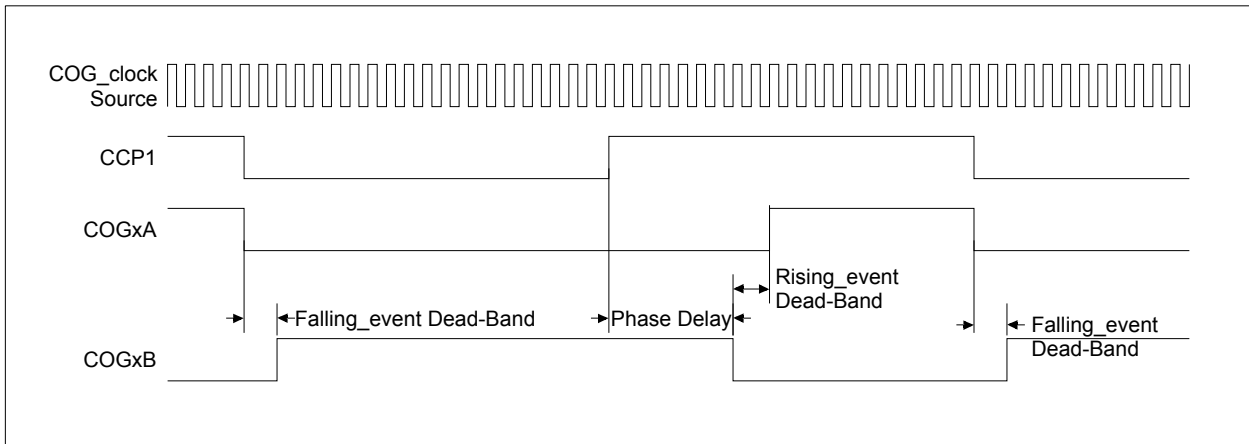 COG_clock
Source
CCP1
COGxA
Rising_event
Dead-Band
Falling_event Dead-Band
Phase Delay
Falling_event
Dead-Band
COGxB